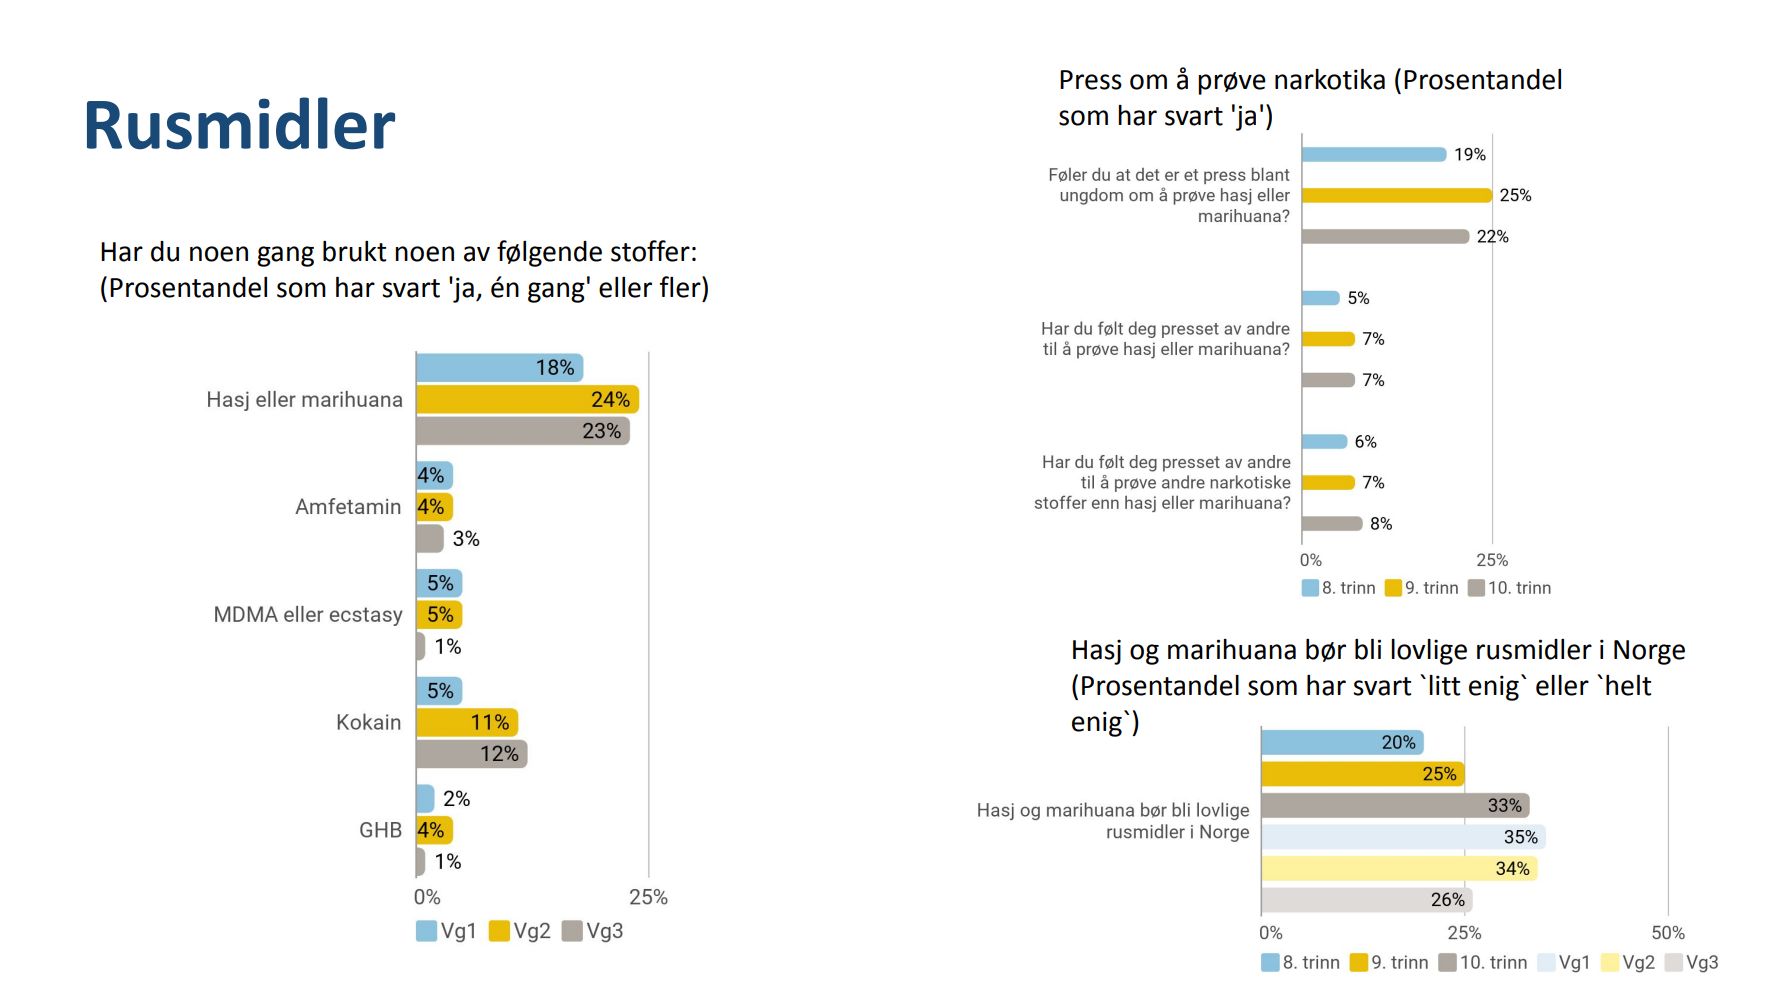 Rusmidler
Har du noen gang brukt noen av følgende stoffer:
(Prosentandel som har svart 'ja, én gang' eller fler)
Hasj eller marihuana
18%
24%
23%
Amfetamin
4%
4%
3%
MDMA eller ecstasy
5%
5%
1%
Kokain
5%
11%
12%
GHB
2%
4%
1%
0% 25%
Vg1 Vg2 Vg3
Press om å prøve narkotika (Prosentandel
som har svart 'ja')
Føler du at det er et press blant
ungdom om å prøve hasj eller
marihuana?
19%
25%
22%
Har du følt deg presset av andre
til å prøve hasj eller marihuana?
5%
7%
7%
Har du følt deg presset av andre
til å prøve andre narkotiske
stoffer enn hasj eller marihuana?
6%
7%
8%
0% 25%
8. trinn 9. trinn 10. trinn
Hasj og marihuana bør bli lovlige rusmidler i Norge
(Prosentandel som har svart `litt enig` eller `helt
enig`)
Hasj og marihuana bør bli lovlige
rusmidler i Norge
20%
25%
33%
35%
34%
26%
0% 25% 50%
8. trinn 9. trinn 10. trinn Vg1 Vg2 Vg3